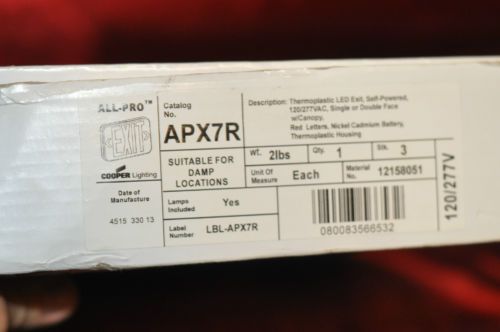 ALL-PRO™
EXIT
COOPER Lighting
Date of
Manufacture
4515 330 13
Catalog
No.
APX7R
SUITABLE FOR
DAMP
LOCATIONS
Lamps
Included
Yes
Label
Number
LBL-APX7R
Description: Thermoplastic LED Exit, Self-Powered,
120/277VAC, Single or Double Face
w/Canopy,
Red Letters, Nickel Cadmium Battery,
Thermoplastic Housing
Wt. 2lbs
Qty. 1
Stk. 3
Unit Of
Measure
Each
Material
No.
12158051
080083566532
120/277V